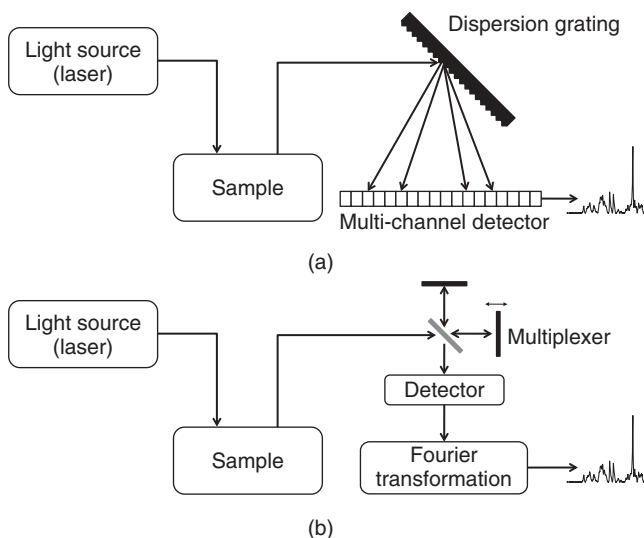 Dispersion grating
Light source
(laser)
Sample
Multi-channel detector
(a)
Light source
(laser)
Multiplexer
Detector
Sample
Fourier
transformation
(b)